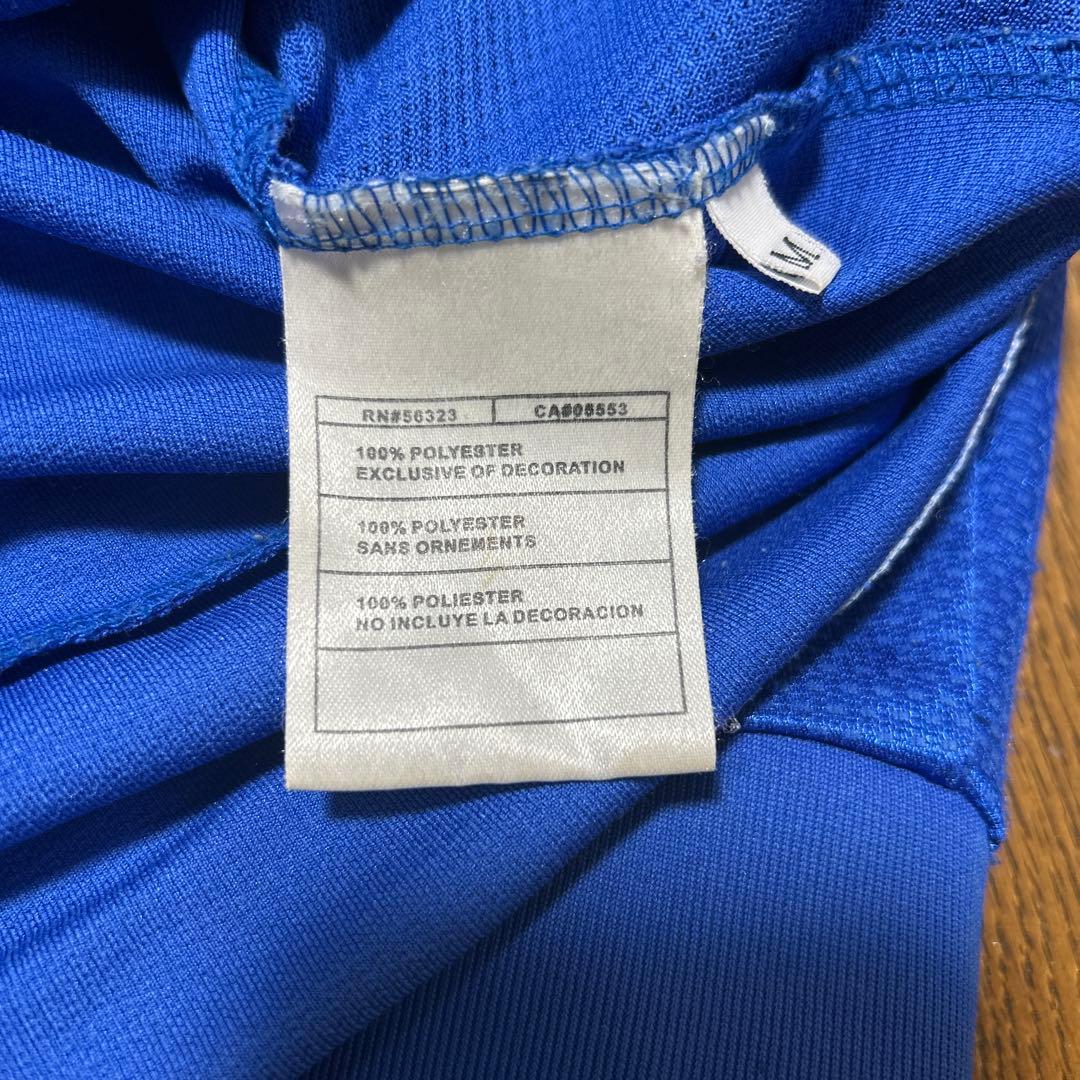 M
RN#56323
CA#05553
100% POLYESTER
EXCLUSIVE OF DECORATION
100% POLYESTER
SANS ORNEMENTS
100% POLIESTER
NO INCLUYE LA DECORACION